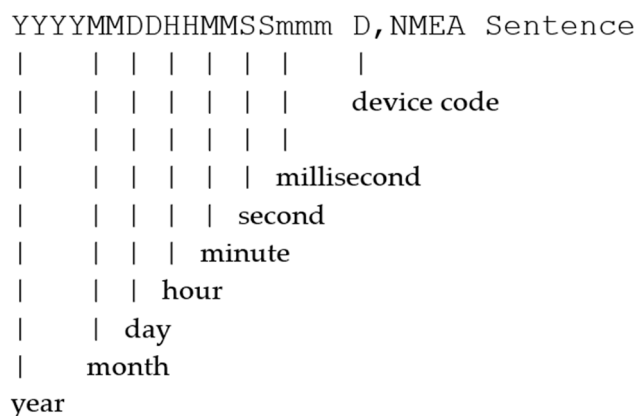 YYYYMMDDHHMMSSmmm D,NMEA Sentence
| | | | | | | |
| | | | | | | device code
| | | | | | |
| | | | | | millisecond
| | | | | second
| | | | minute
| | | hour
| | day
| month
year